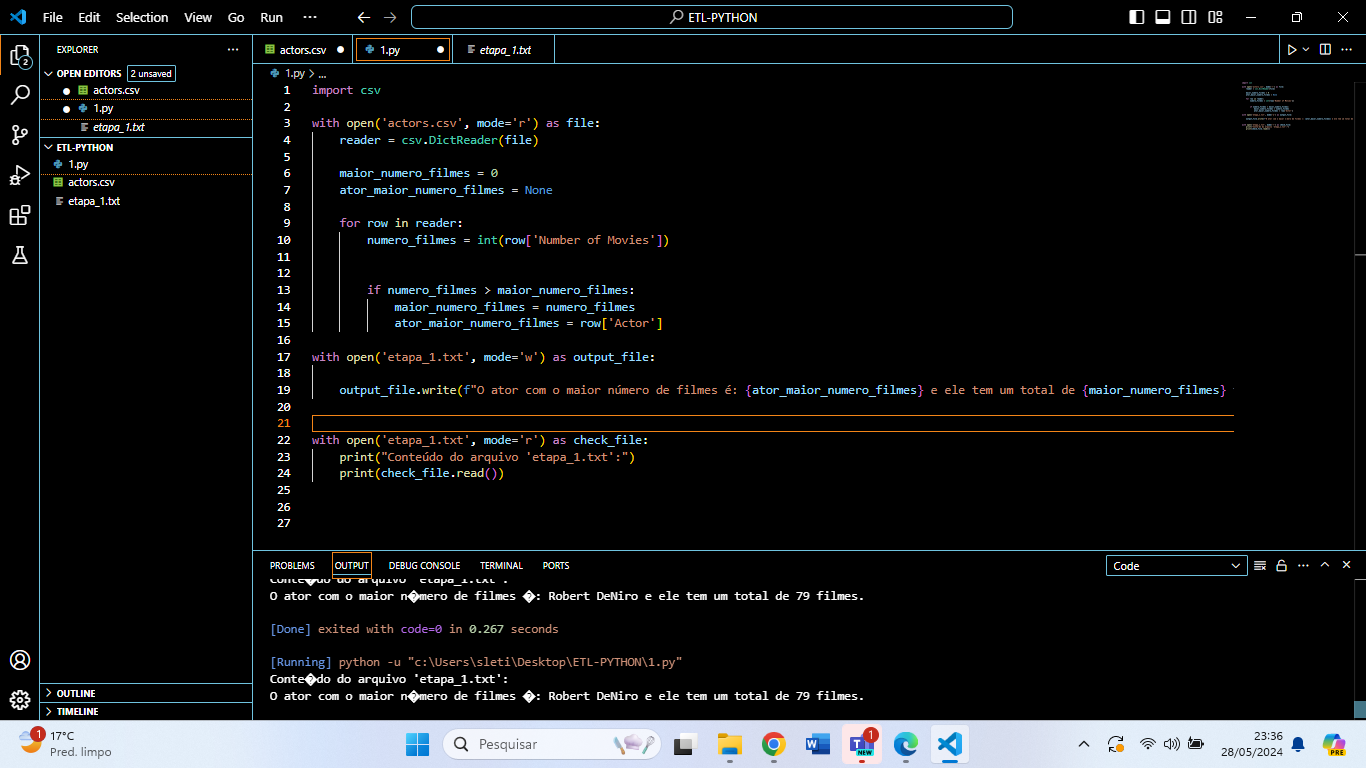 File Edit Selection View Go Run ··· ETL-PYTHON
EXPLORER ···
OPEN EDITORS 2 unsaved
actors.csv
1.py
etapa_1.txt
ETL-PYTHON
1.py
actors.csv
etapa_1.txt
OUTLINE
TIMELINE
2
actors.csv 1.py etapa_1.txt
1.py > ...
1 import csv
2
3 with open('actors.csv', mode='r') as file:
4 reader = csv.DictReader(file)
5
6 maior_numero_filmes = 0
7 ator_maior_numero_filmes = None
8
9 for row in reader:
10 numero_filmes = int(row['Number of Movies'])
11
12
13 if numero_filmes > maior_numero_filmes:
14 maior_numero_filmes = numero_filmes
15 ator_maior_numero_filmes = row['Actor']
16
17 with open('etapa_1.txt', mode='w') as output_file:
18
19 output_file.write(f"O ator com o maior número de filmes é: {ator_maior_numero_filmes} e ele tem um total de {maior_numero_filmes}
20
21
22 with open('etapa_1.txt', mode='r') as check_file:
23 print("Conteúdo do arquivo 'etapa_1.txt':")
24 print(check_file.read())
25
26
27
PROBLEMS OUTPUT DEBUG CONSOLE TERMINAL PORTS Code
Conte�do do arquivo 'etapa_1.txt':
O ator com o maior n�mero de filmes �: Robert DeNiro e ele tem um total de 79 filmes.
[Done] exited with code=0 in 0.267 seconds
[Running] python -u "c:\Users\sleti\Desktop\ETL-PYTHON\1.py"
Conte�do do arquivo 'etapa_1.txt':
O ator com o maior n�mero de filmes �: Robert DeNiro e ele tem um total de 79 filmes.
1
17°C
Pred. limpo
Pesquisar
W
T
NEW
1
23:36
28/05/2024
PRE